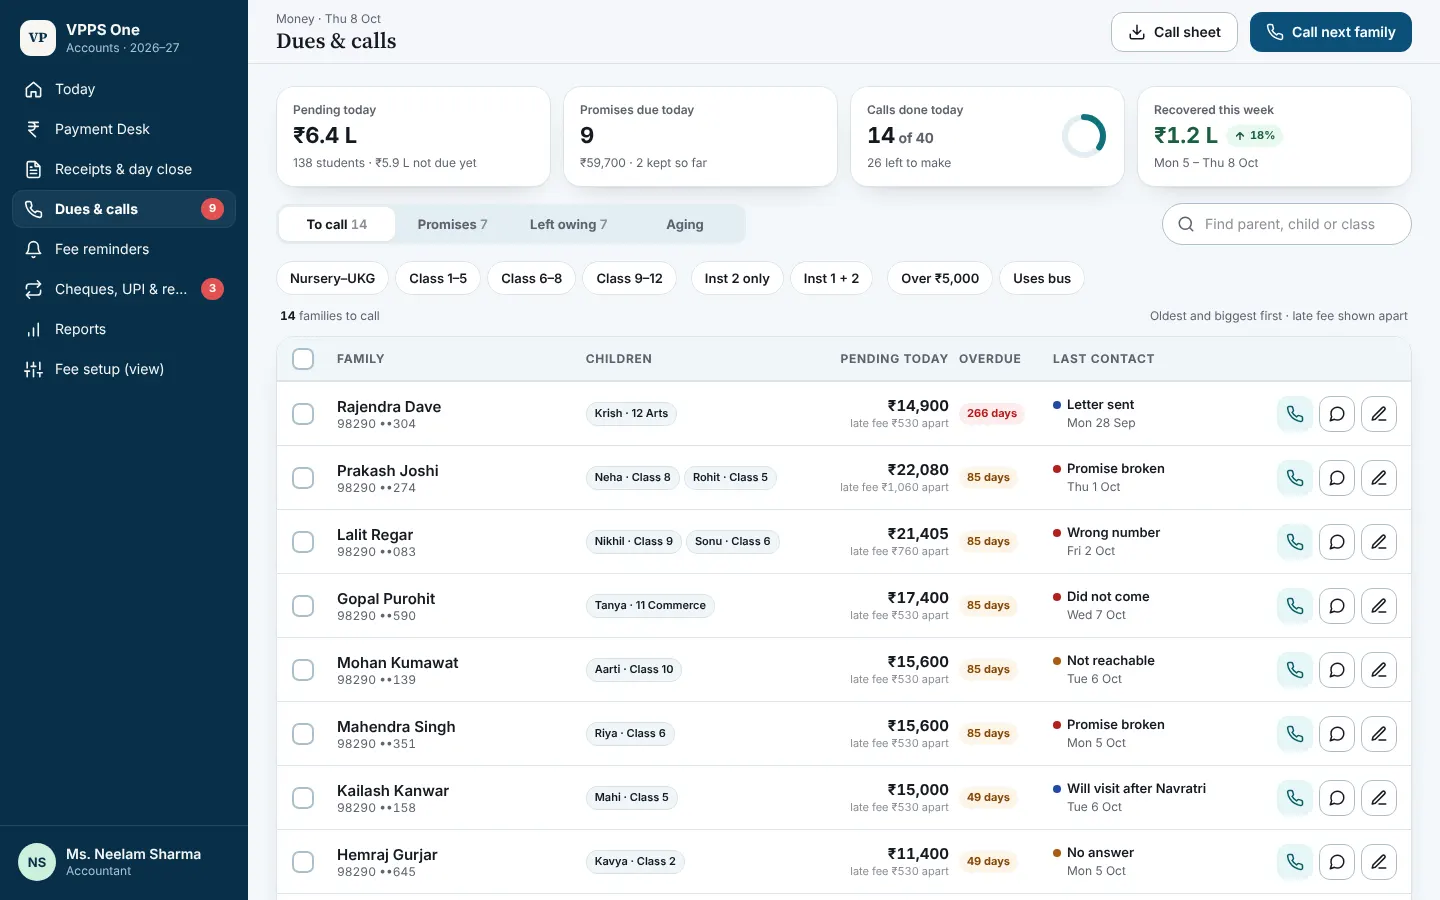 VP
VPPS One
Accounts · 2026–27
Today
Payment Desk
Receipts & day close
Dues & calls 9
Fee reminders
Cheques, UPI & re... 3
Reports
Fee setup (view)
NS
Ms. Neelam Sharma
Accountant
Money · Thu 8 Oct
Dues & calls
Call sheet
Call next family
Pending today
₹6.4 L
138 students · ₹5.9 L not due yet
Promises due today
9
₹59,700 · 2 kept so far
Calls done today
14 of 40
26 left to make
Recovered this week
₹1.2 L ↑ 18%
Mon 5 – Thu 8 Oct
To call 14 Promises 7 Left owing 7 Aging
Find parent, child or class
Nursery–UKG Class 1–5 Class 6–8 Class 9–12 Inst 2 only Inst 1 + 2 Over ₹5,000 Uses bus
14 families to call
Oldest and biggest first · late fee shown apart
FAMILY CHILDREN PENDING TODAY OVERDUE LAST CONTACT
Rajendra Dave
98290 ••304
Krish · 12 Arts
₹14,900
late fee ₹530 apart
266 days
Letter sent
Mon 28 Sep
Prakash Joshi
98290 ••274
Neha · Class 8 Rohit · Class 5
₹22,080
late fee ₹1,060 apart
85 days
Promise broken
Thu 1 Oct
Lalit Regar
98290 ••083
Nikhil · Class 9 Sonu · Class 6
₹21,405
late fee ₹760 apart
85 days
Wrong number
Fri 2 Oct
Gopal Purohit
98290 ••590
Tanya · 11 Commerce
₹17,400
late fee ₹530 apart
85 days
Did not come
Wed 7 Oct
Mohan Kumawat
98290 ••139
Aarti · Class 10
₹15,600
late fee ₹530 apart
85 days
Not reachable
Tue 6 Oct
Mahendra Singh
98290 ••351
Riya · Class 6
₹15,600
late fee ₹530 apart
85 days
Promise broken
Mon 5 Oct
Kailash Kanwar
98290 ••158
Mahi · Class 5
₹15,000
late fee ₹530 apart
49 days
Will visit after Navratri
Tue 6 Oct
Hemraj Gurjar
98290 ••645
Kavya · Class 2
₹11,400
late fee ₹530 apart
49 days
No answer
Mon 5 Oct